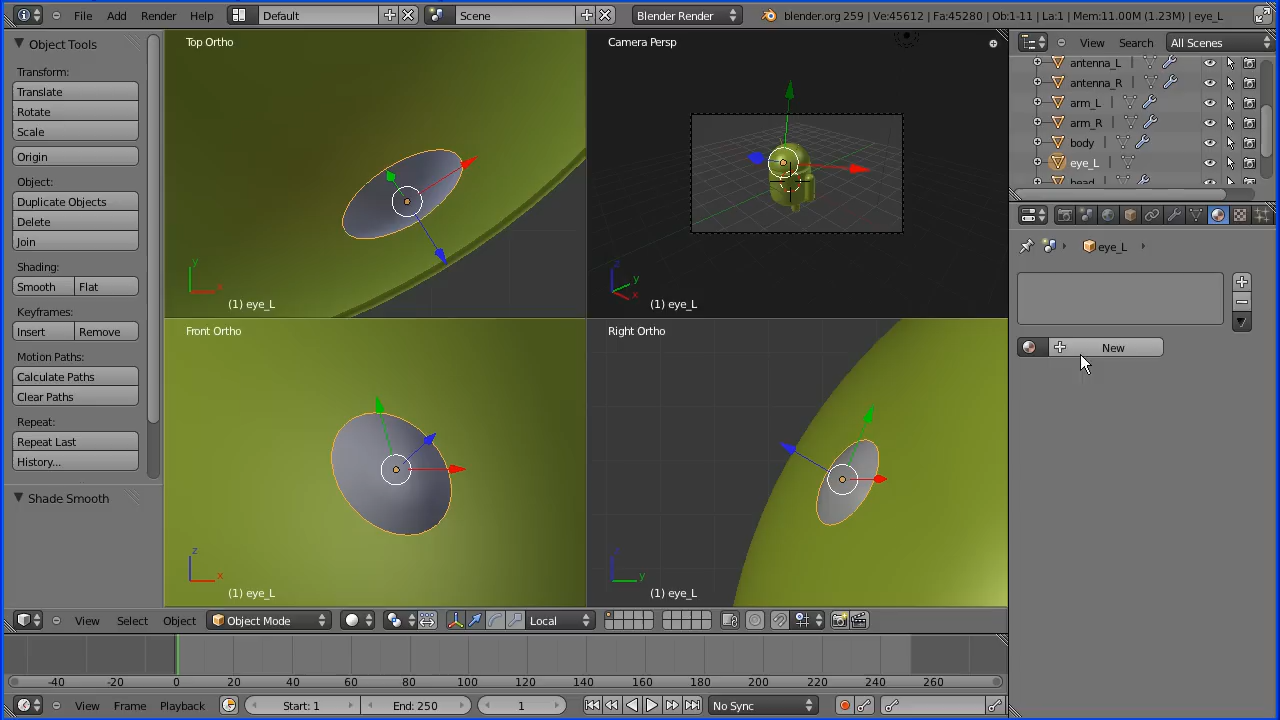 File Add Render Help Default Scene Blender Render blender.org 259 | Ve:45612 | Fa:45280 | Ob:1-11 | La:1 | Mem:11.00M (1.23M) | eye_L
Object Tools
Transform:
Translate
Rotate
Scale
Origin
Object:
Duplicate Objects
Delete
Join
Shading:
Smooth Flat
Keyframes:
Insert Remove
Motion Paths:
Calculate Paths
Clear Paths
Repeat:
Repeat Last
History...
Shade Smooth
Top Ortho
y
x
(1) eye_L
Camera Persp
z
y
x
(1) eye_L
Front Ortho
z
x
(1) eye_L
Right Ortho
z
y
(1) eye_L
View Search All Scenes
antenna_L
antenna_R
arm_L
arm_R
body
eye_L
head
eye_L
New
View Select Object Object Mode Local
-40 -20 0 20 40 60 80 100 120 140 160 180 200 220 240 260
View Frame Playback Start: 1 End: 250 1 No Sync